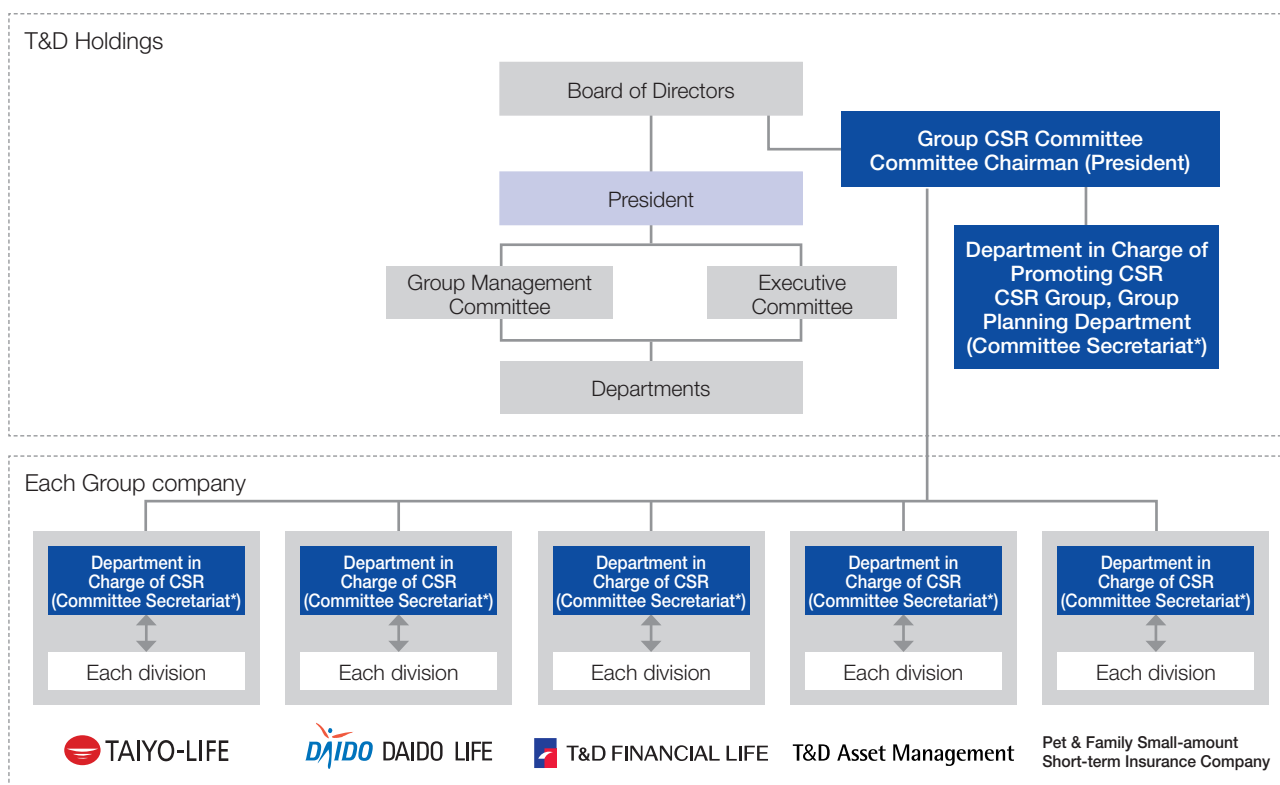 T&D Holdings
Board of Directors
Group CSR Committee
Committee Chairman (President)
President
Department in Charge of
Promoting CSR
CSR Group, Group
Planning Department
(Committee Secretariat*)
Group Management
Committee
Executive
Committee
Departments
Each Group company
Department in
Charge of CSR
(Committee Secretariat*)
Each division
TAIYO-LIFE
Department in
Charge of CSR
(Committee Secretariat*)
Each division
DAIDO DAIDO LIFE
Department in
Charge of CSR
(Committee Secretariat*)
Each division
T&D FINANCIAL LIFE
Department in
Charge of CSR
(Committee Secretariat*)
Each division
T&D Asset Management
Department in
Charge of CSR
(Committee Secretariat*)
Each division
Pet & Family Small-amount
Short-term Insurance Company